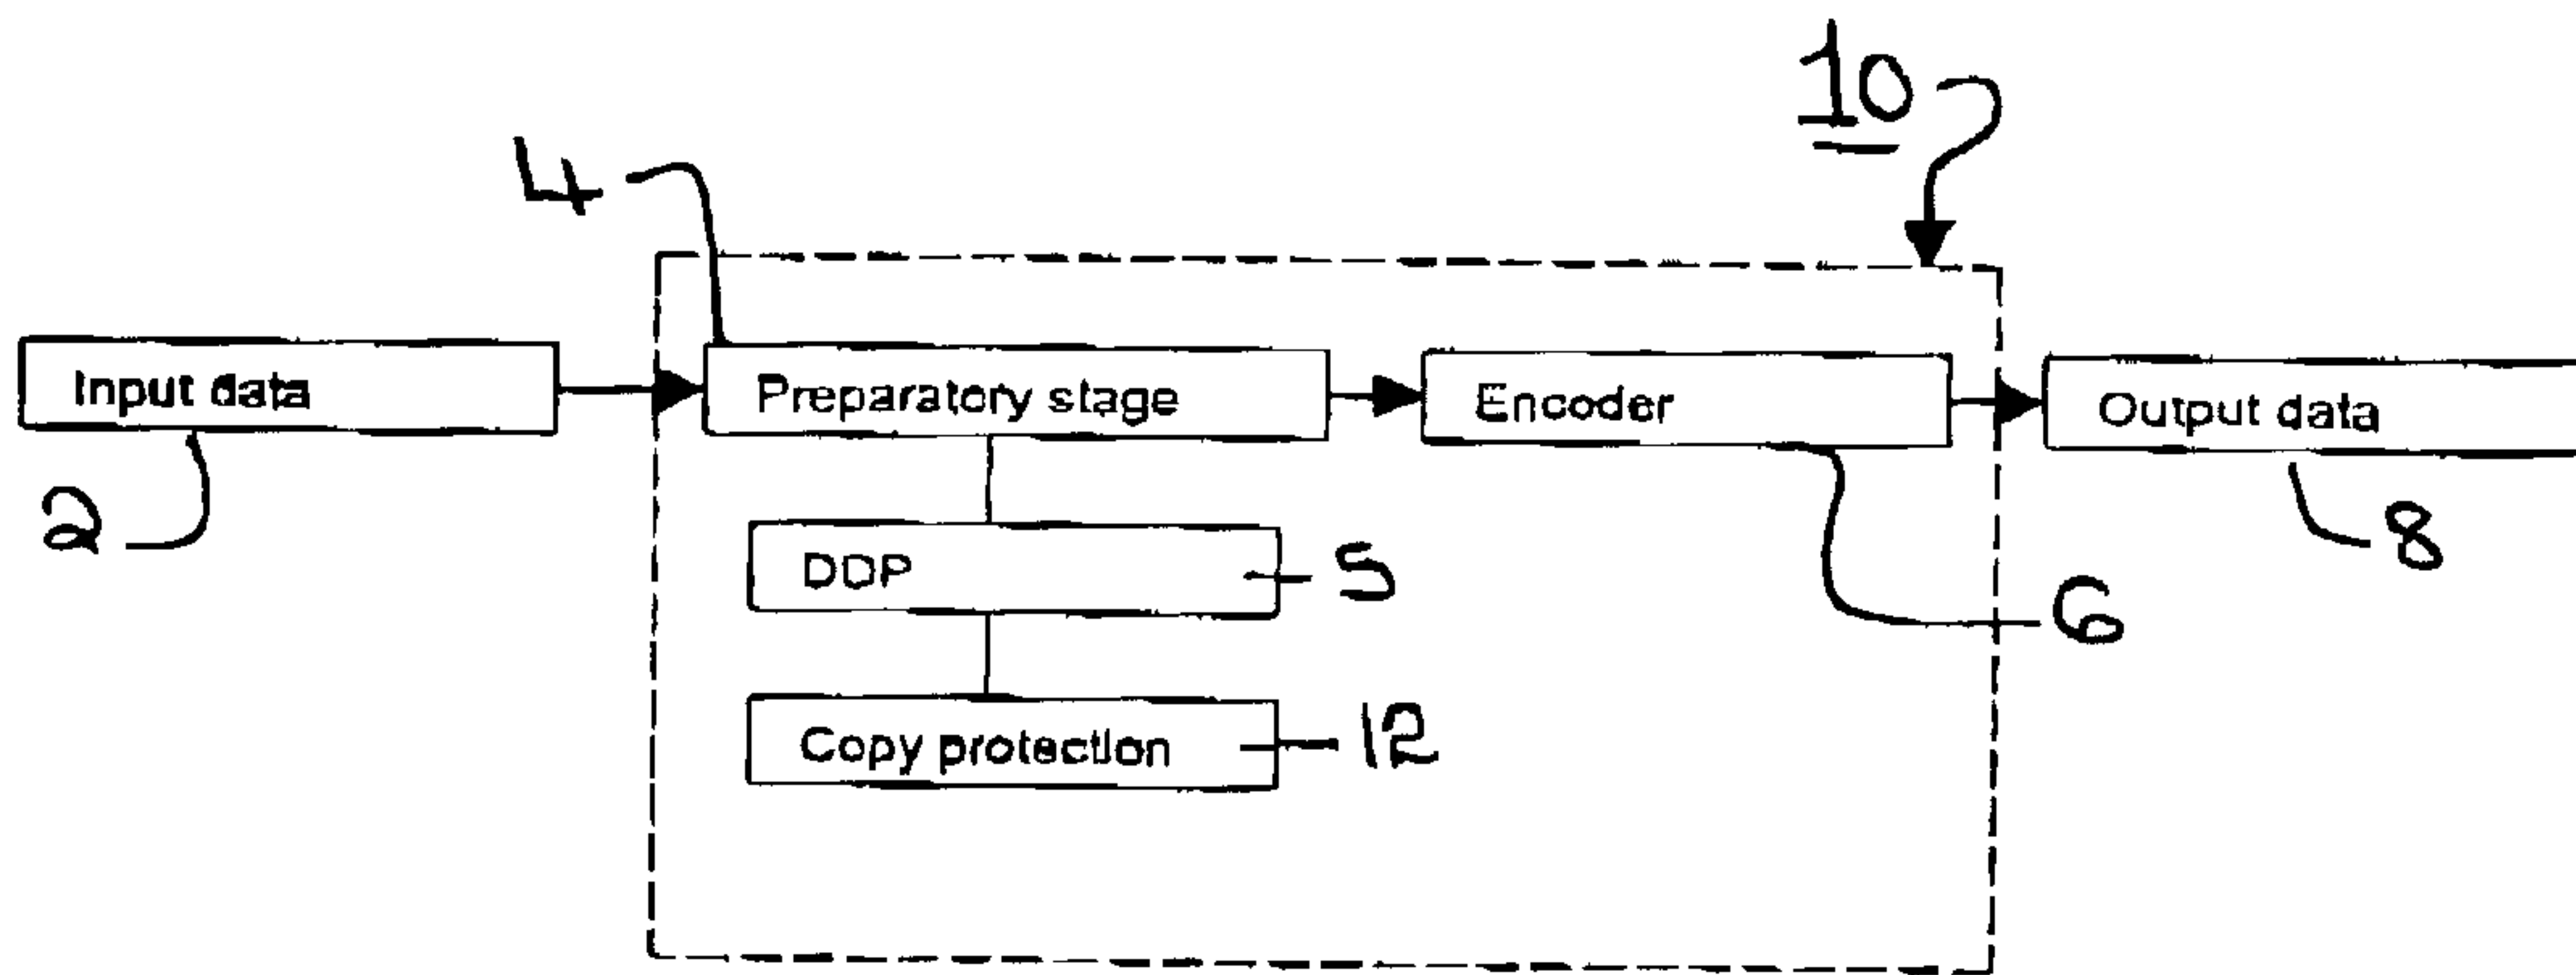 10
4
Input data
Preparatory stage
Encoder
Output data
2
DDP
5
8
6
Copy protection
12